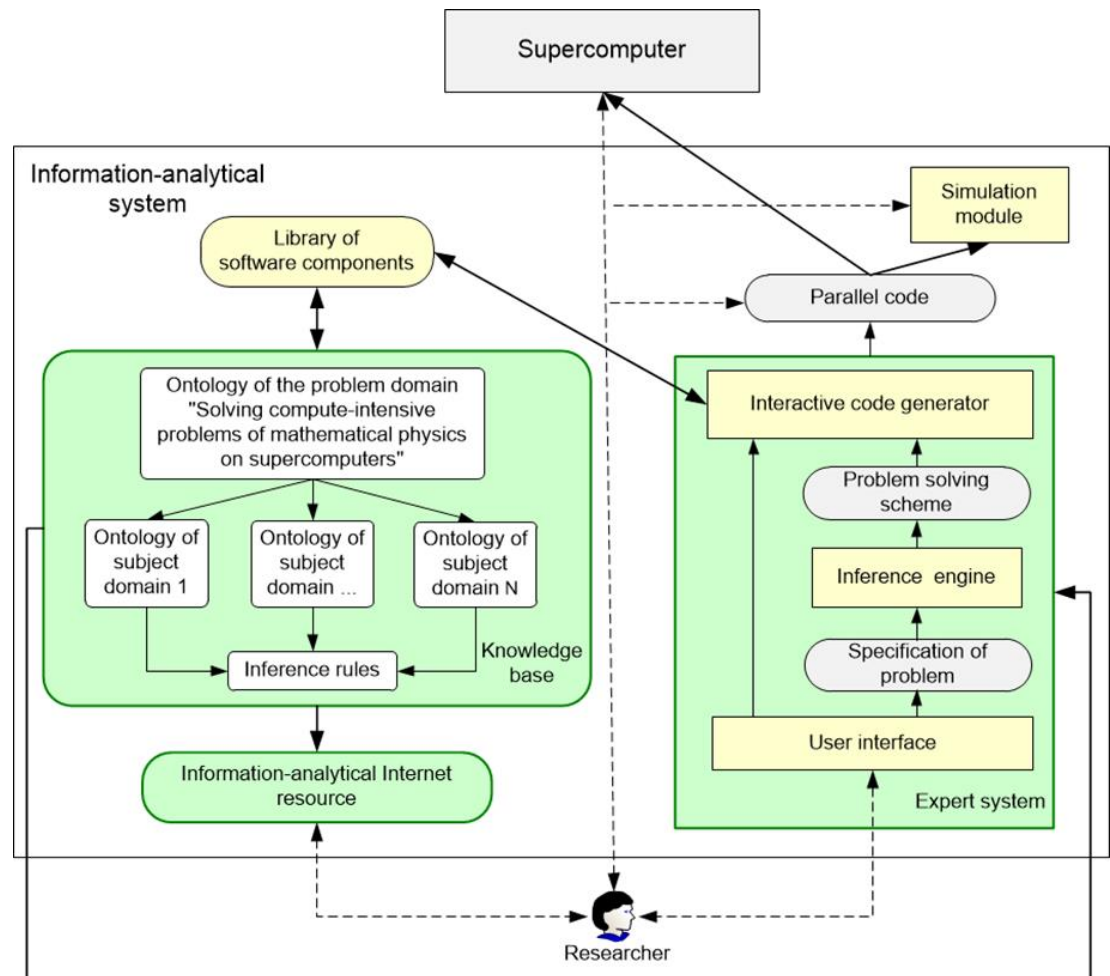 Supercomputer
Information-analytical
system
Simulation
module
Library of
software components
Parallel code
Ontology of the problem domain
"Solving compute-intensive
problems of mathematical physics
on supercomputers"
Interactive code generator
Problem solving
scheme
Ontology of
subject
domain 1
Ontology of
subject
domain ...
Ontology of
subject
domain N
Inference engine
Inference rules
Knowledge
base
Specification of
problem
User interface
Information-analytical Internet
resource
Expert system
Researcher